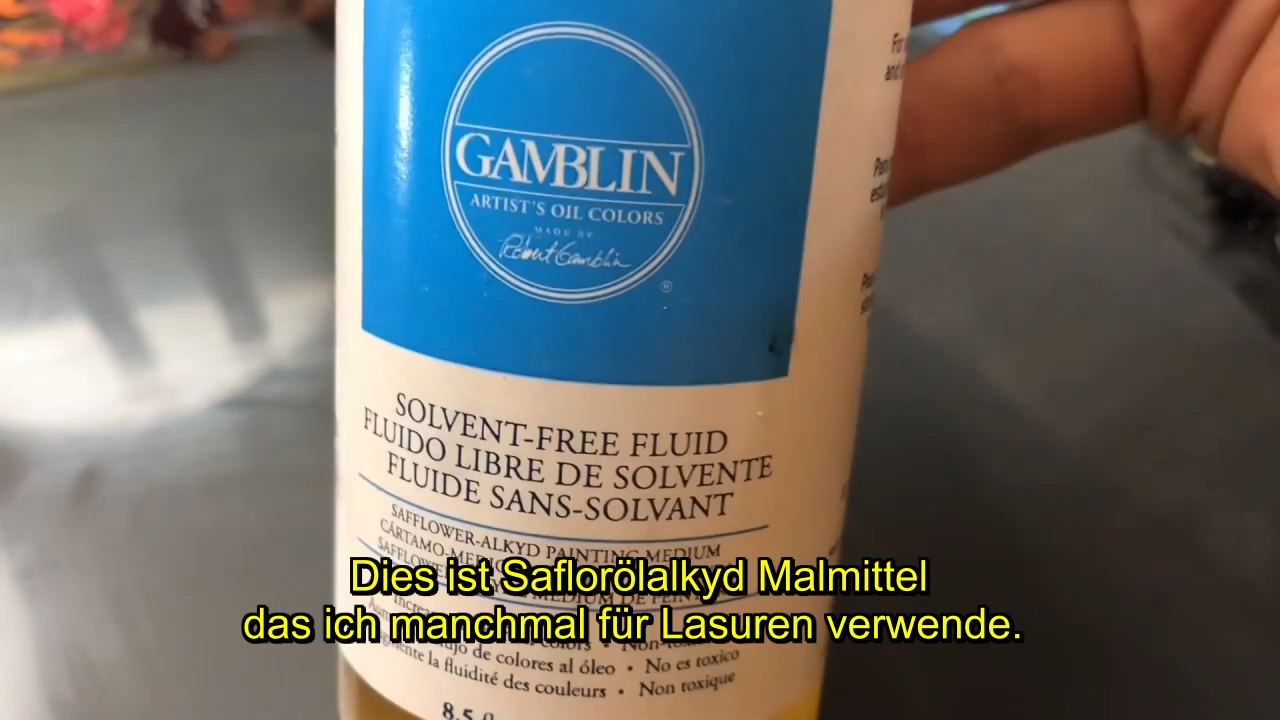 GAMBLIN
ARTIST'S OIL COLORS
MADE BY
Robert Gamblin
®
SOLVENT-FREE FLUID
FLUIDO LIBRE DE SOLVENTE
FLUIDE SANS-SOLVANT
SAFFLOWER-ALKYD PAINTING MEDIUM
Dies ist Saflorölalkyd Malmittel
das ich manchmal für Lasuren verwende.
de colores al óleo • No es toxico
la fluidité des couleurs • Non toxique